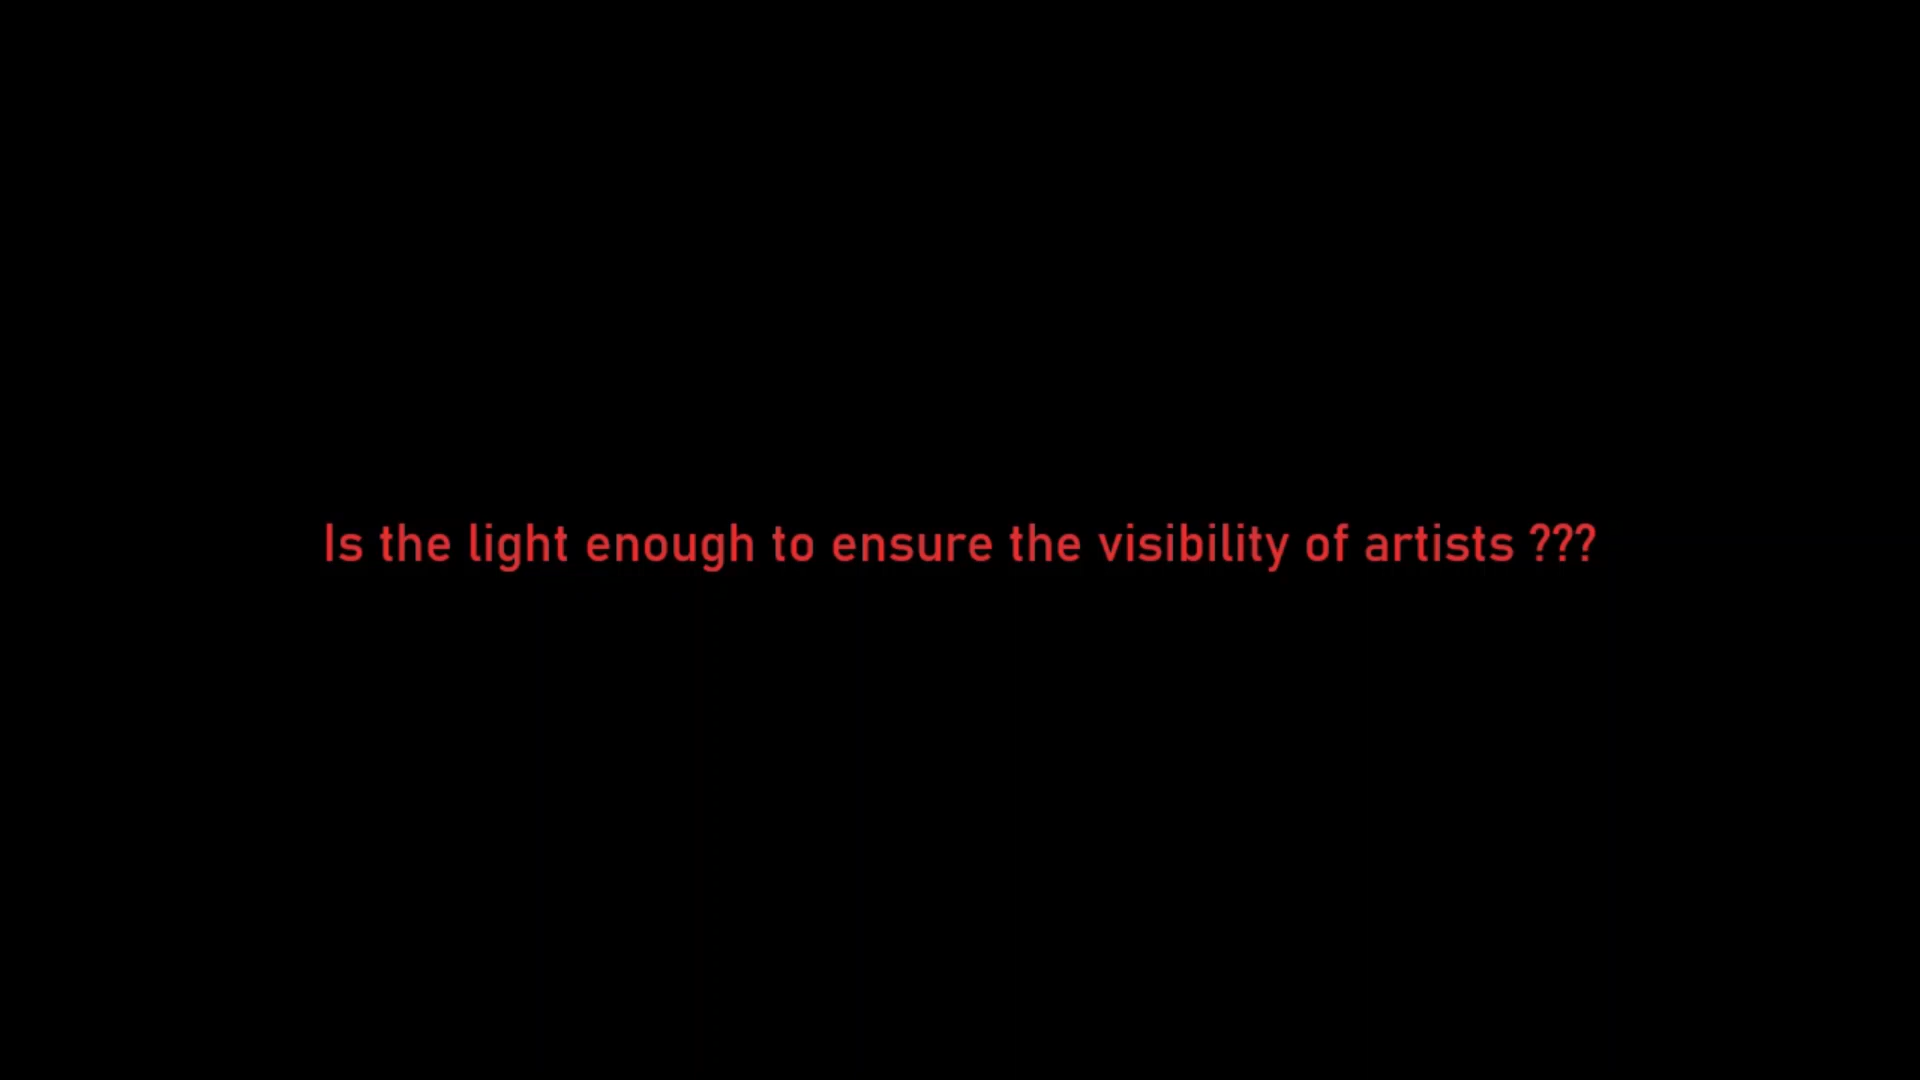 Is the light enough to ensure the visibility of artists ???